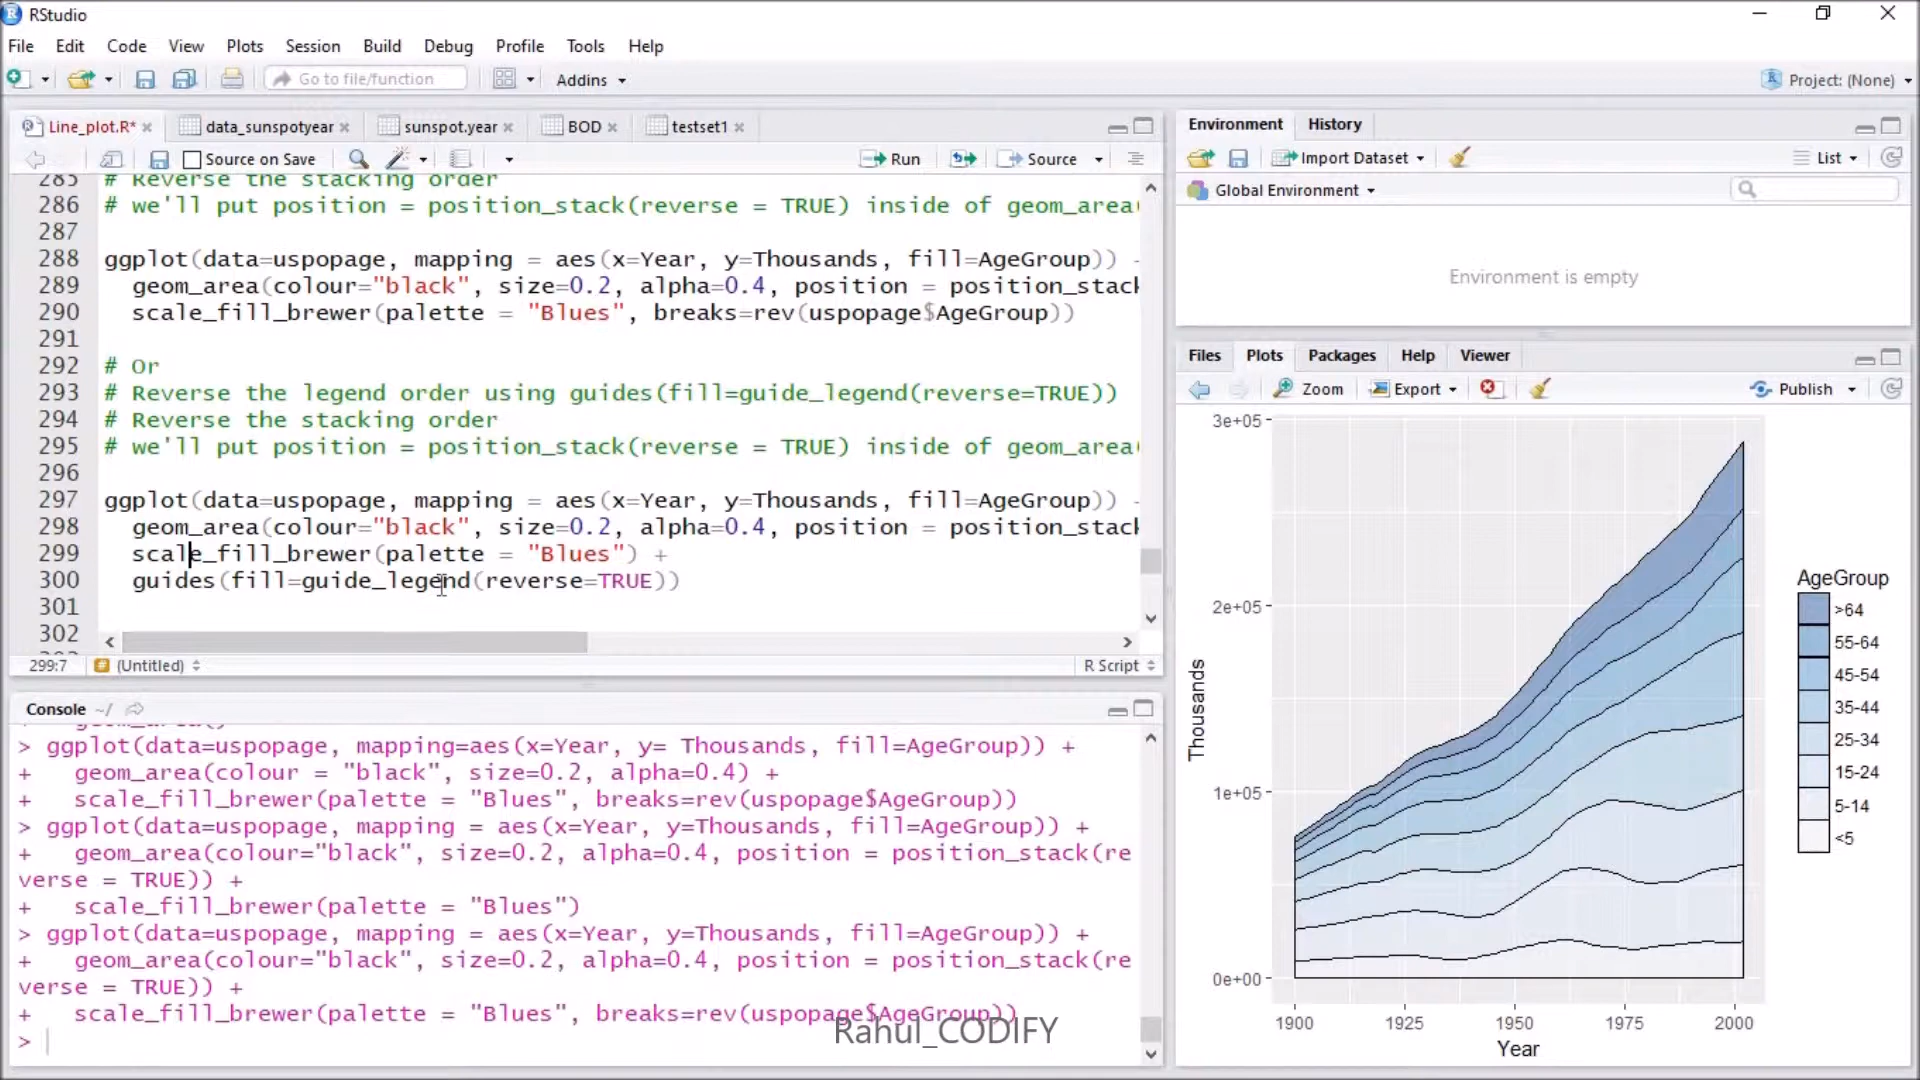 RStudio
File Edit Code View Plots Session Build Debug Profile Tools Help
Go to file/function Addins Project: (None)
Line_plot.R* data_sunspotyear sunspot.year BOD testset1
Source on Save Run Source
285 # Reverse the stacking order
286 # we'll put position = position_stack(reverse = TRUE) inside of geom_area(
287
288 ggplot(data=uspopage, mapping = aes(x=Year, y=Thousands, fill=AgeGroup))
289 geom_area(colour="black", size=0.2, alpha=0.4, position = position_stack
290 scale_fill_brewer(palette = "Blues", breaks=rev(uspopage$AgeGroup))
291
292 # Or
293 # Reverse the legend order using guides(fill=guide_legend(reverse=TRUE))
294 # Reverse the stacking order
295 # we'll put position = position_stack(reverse = TRUE) inside of geom_area(
296
297 ggplot(data=uspopage, mapping = aes(x=Year, y=Thousands, fill=AgeGroup))
298 geom_area(colour="black", size=0.2, alpha=0.4, position = position_stack
299 scale_fill_brewer(palette = "Blues") +
300 guides(fill=guide_legend(reverse=TRUE))
301
302
299:7 (Untitled) R Script
Console ~/
> ggplot(data=uspopage, mapping=aes(x=Year, y= Thousands, fill=AgeGroup)) +
+ geom_area(colour = "black", size=0.2, alpha=0.4) +
+ scale_fill_brewer(palette = "Blues", breaks=rev(uspopage$AgeGroup))
> ggplot(data=uspopage, mapping = aes(x=Year, y=Thousands, fill=AgeGroup)) +
+ geom_area(colour="black", size=0.2, alpha=0.4, position = position_stack(re
verse = TRUE)) +
+ scale_fill_brewer(palette = "Blues")
> ggplot(data=uspopage, mapping = aes(x=Year, y=Thousands, fill=AgeGroup)) +
+ geom_area(colour="black", size=0.2, alpha=0.4, position = position_stack(re
verse = TRUE)) +
+ scale_fill_brewer(palette = "Blues", breaks=rev(uspopage$AgeGroup))
>
Rahul_CODIFY
Environment History
Import Dataset List
Global Environment
Environment is empty
Files Plots Packages Help Viewer
Zoom Export Publish
3e+05
2e+05
1e+05
0e+00
Thousands
1900 1925 1950 1975 2000
Year
AgeGroup
>64
55-64
45-54
35-44
25-34
15-24
5-14
<5